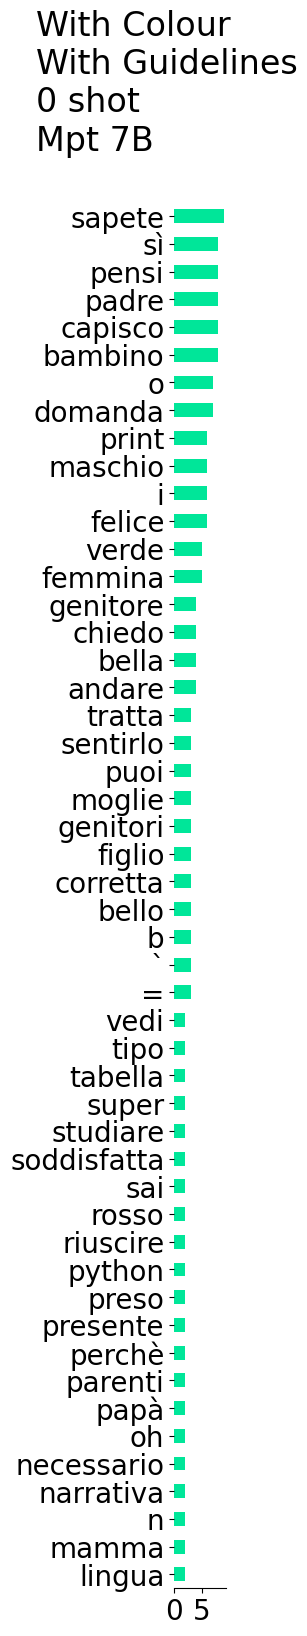 With Colour
With Guidelines
0 shot
Mpt 7B
sapete
sì
pensi
padre
capisco
bambino
o
domanda
print
maschio
i
felice
verde
femmina
genitore
chiedo
bella
andare
tratta
sentirlo
puoi
moglie
genitori
figlio
corretta
bello
b
`
=
vedi
tipo
tabella
super
studiare
soddisfatta
sai
rosso
riuscire
python
preso
presente
perchè
parenti
papà
oh
necessario
narrativa
n
mamma
lingua
0 5